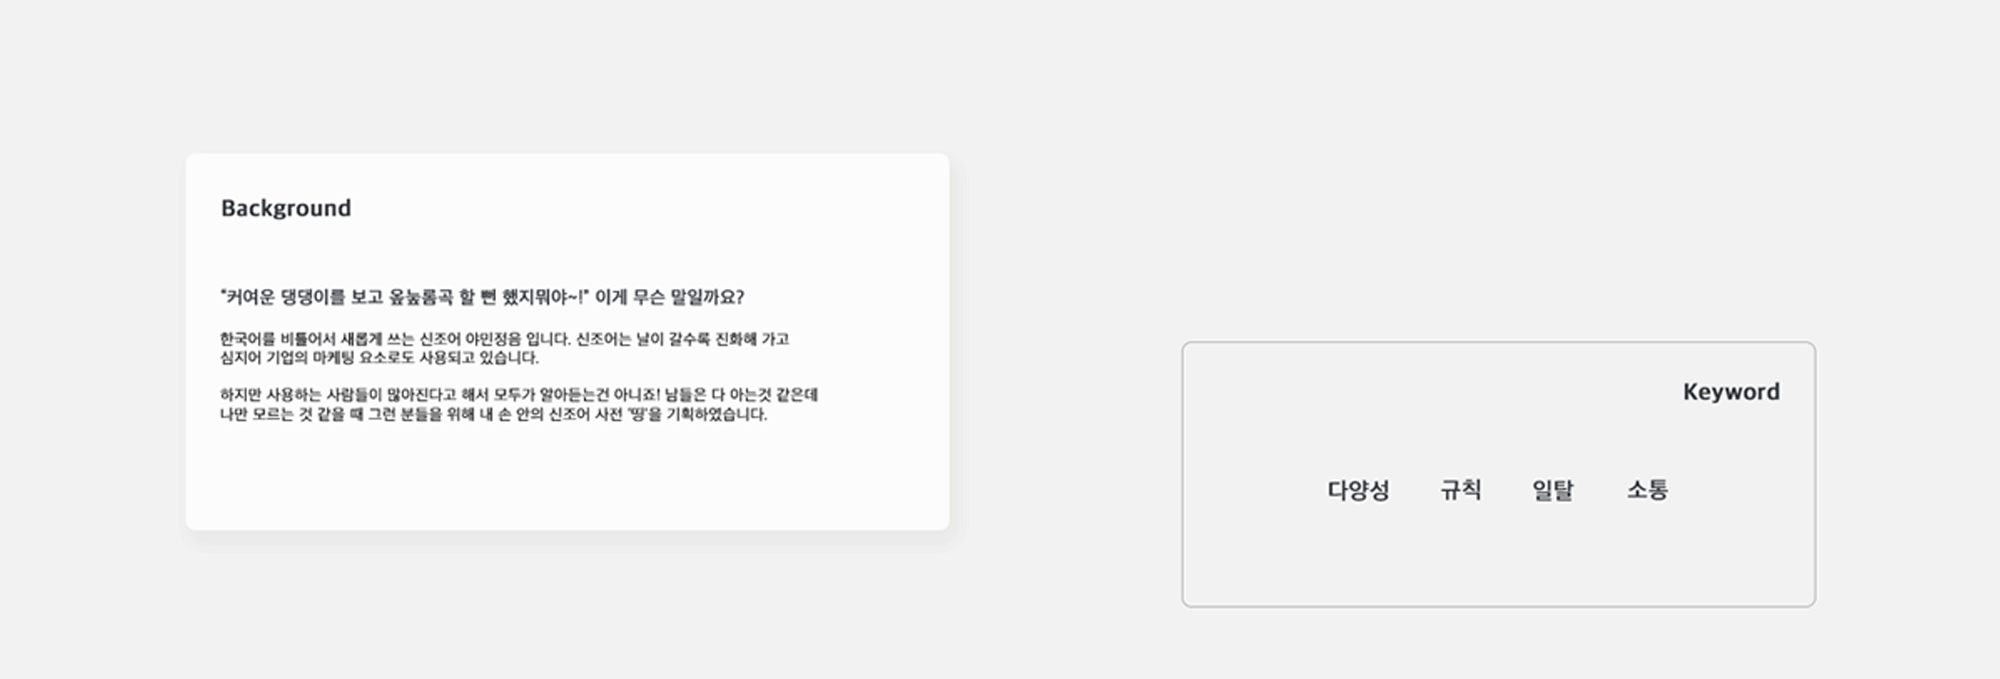 Background
"커여운 댕댕이를 보고 옾눞롬곡 할 뻔 했지뭐야~!" 이게 무슨 말일까요?
한국어를 비틀어서 새롭게 쓰는 신조어 야민정음 입니다. 신조어는 날이 갈수록 진화해 가고
심지어 기업의 마케팅 요소로도 사용되고 있습니다.
하지만 사용하는 사람들이 많아진다고 해서 모두가 알아듣는건 아니죠! 남들은 다 아는것 같은데
나만 모르는 것 같을 때 그런 분들을 위해 내 손 안의 신조어 사전 '띵'을 기획하였습니다.
Keyword
다양성 규칙 일탈 소통